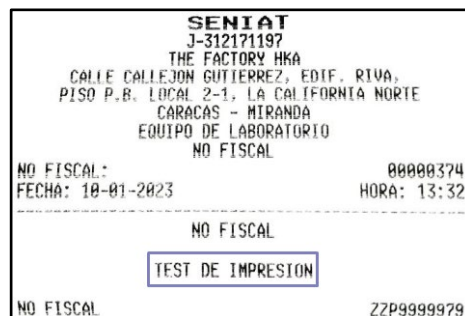 SENIAT
J-312171197
THE FACTORY HKA
CALLE CALLEJON GUTIERREZ, EDIF. RIVA,
PISO P.B. LOCAL 2-1, LA CALIFORNIA NORTE
CARACAS - MIRANDA
EQUIPO DE LABORATORIO
NO FISCAL
NO FISCAL: 00000374
FECHA: 10-01-2023 HORA: 13:32
NO FISCAL
TEST DE IMPRESION
NO FISCAL ZZP9999979